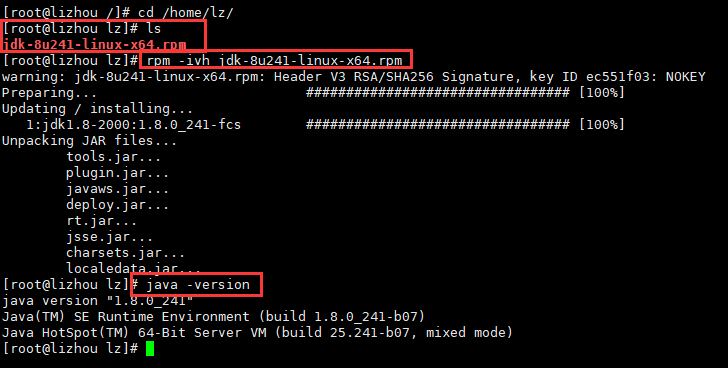 [root@lizhou /]# cd /home/lz/
[root@lizhou lz]# ls
jdk-8u241-linux-x64.rpm
[root@lizhou lz]# rpm -ivh jdk-8u241-linux-x64.rpm
warning: jdk-8u241-linux-x64.rpm: Header V3 RSA/SHA256 Signature, key ID ec551f03: NOKEY
Preparing...                          ################################# [100%]
Updating / installing...
   1:jdk1.8-2000:1.8.0_241-fcs        ################################# [100%]
Unpacking JAR files...
        tools.jar...
        plugin.jar...
        javaws.jar...
        deploy.jar...
        rt.jar...
        jsse.jar...
        charsets.jar...
        localedata.jar...
[root@lizhou lz]# java -version
java version "1.8.0_241"
Java(TM) SE Runtime Environment (build 1.8.0_241-b07)
Java HotSpot(TM) 64-Bit Server VM (build 25.241-b07, mixed mode)
[root@lizhou lz]#